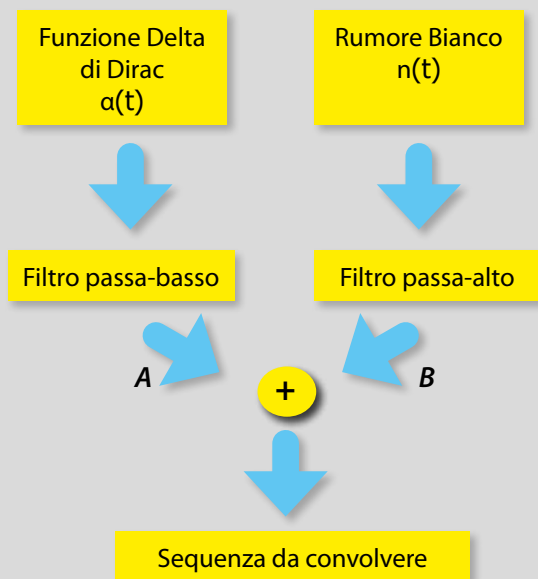 Funzione Delta
di Dirac
α(t)
Rumore Bianco
n(t)
Filtro passa-basso
Filtro passa-alto
A
B
+
Sequenza da convolvere